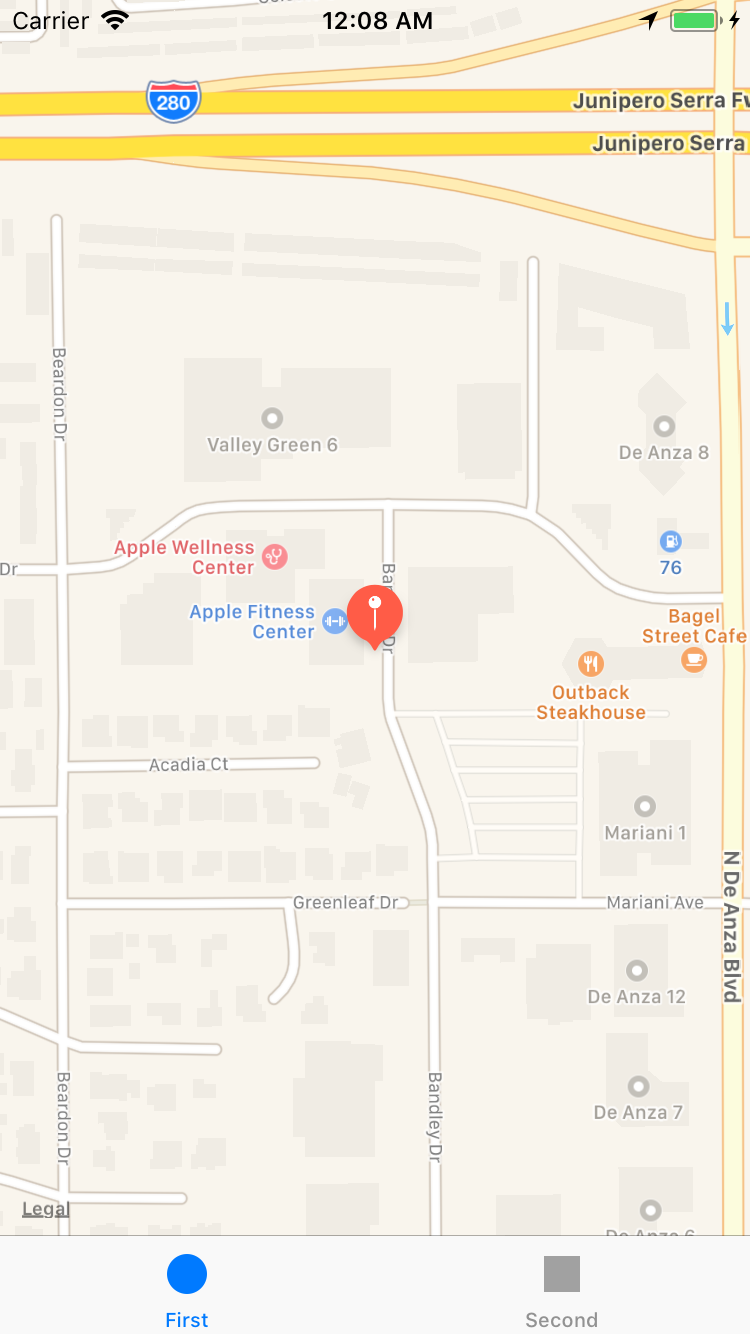 Carrier
12:08 AM
280
Junipero Serra Fw
Junipero Serra
Beardon Dr
Valley Green 6
De Anza 8
Apple Wellness
Center
Dr
76
Apple Fitness
Center
Bagel
Street Cafe
Outback
Steakhouse
Acadia Ct
Mariani 1
Greenleaf Dr
Mariani Ave
N De Anza Blvd
De Anza 12
De Anza 7
Beardon Dr
Bandley Dr
Legal
De Anza 6
First
Second